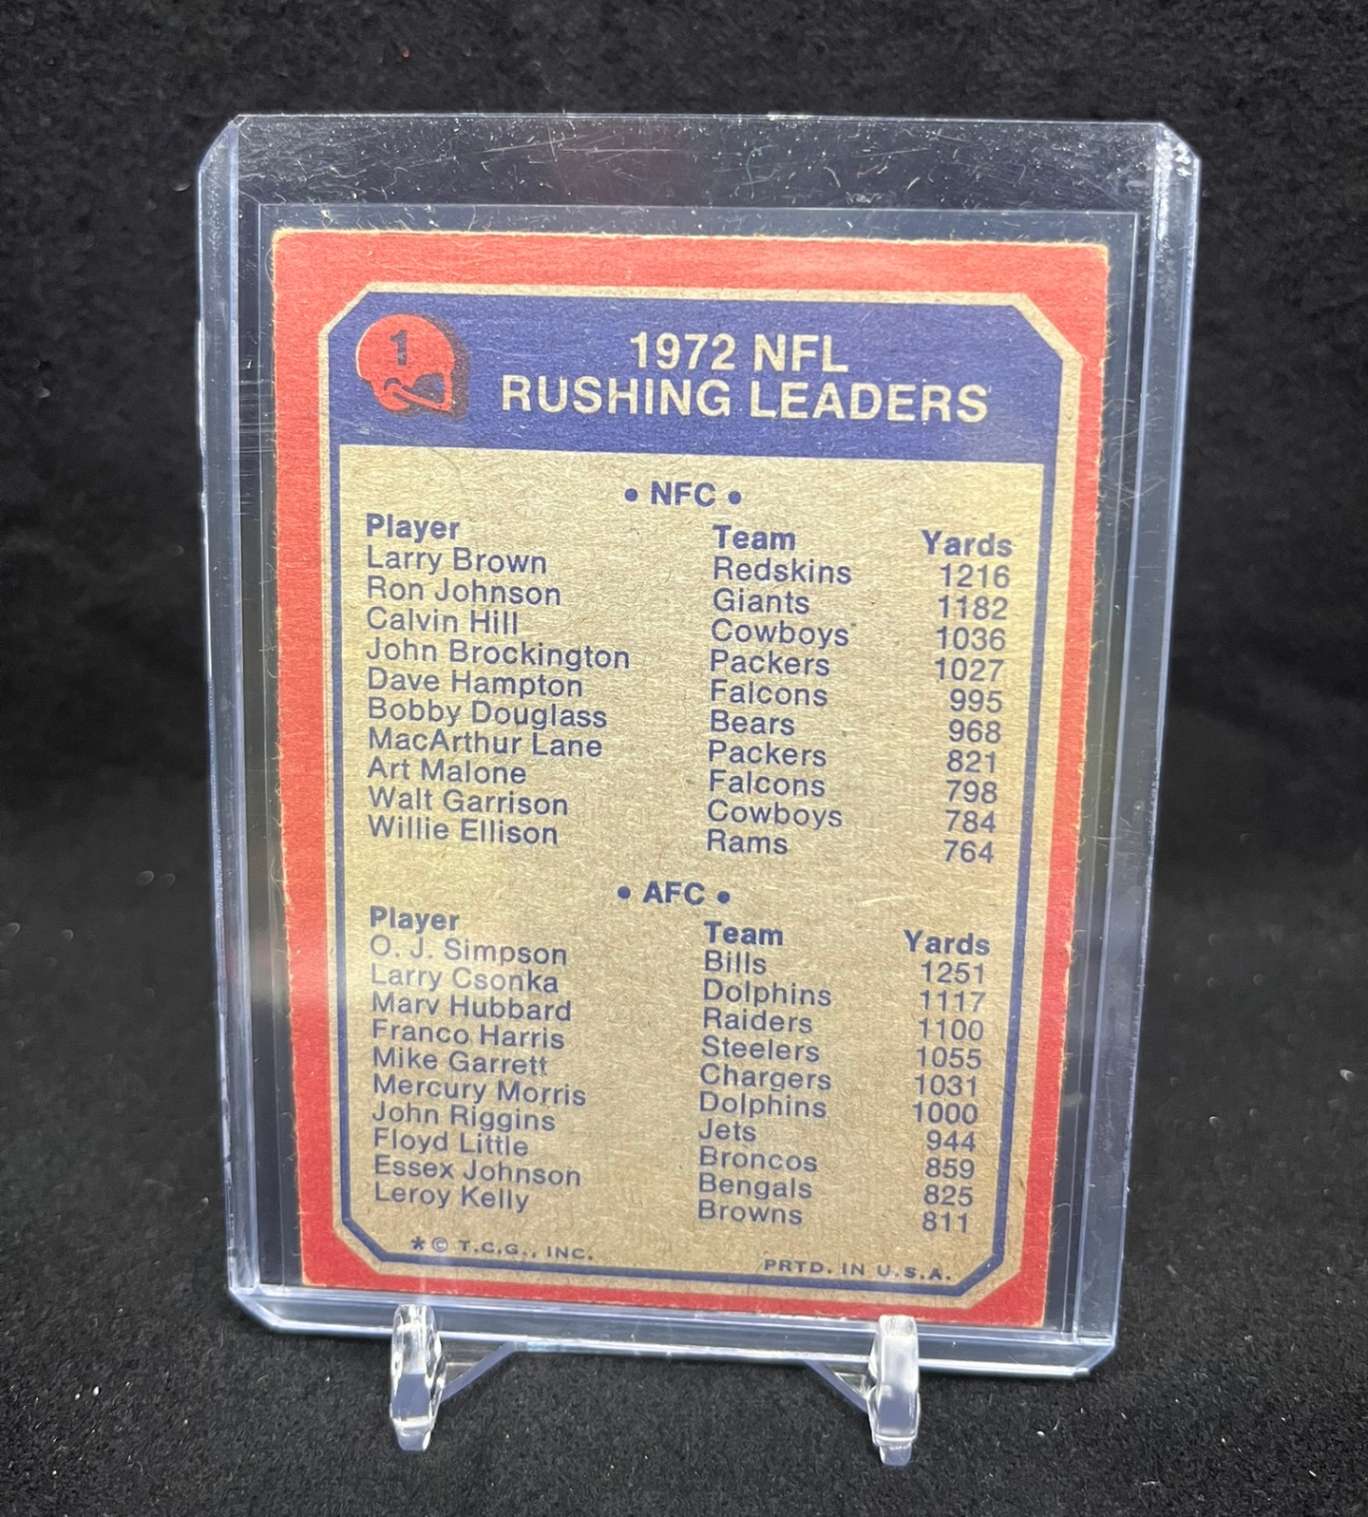 1
1972 NFL
RUSHING LEADERS
• NFC •
Player Team Yards
Larry Brown Redskins 1216
Ron Johnson Giants 1182
Calvin Hill Cowboys 1036
John Brockington Packers 1027
Dave Hampton Falcons 995
Bobby Douglass Bears 968
MacArthur Lane Packers 821
Art Malone Falcons 798
Walt Garrison Cowboys 784
Willie Ellison Rams 764
• AFC •
Player Team Yards
O. J. Simpson Bills 1251
Larry Csonka Dolphins 1117
Marv Hubbard Raiders 1100
Franco Harris Steelers 1055
Mike Garrett Chargers 1031
Mercury Morris Dolphins 1000
John Riggins Jets 944
Floyd Little Broncos 859
Essex Johnson Bengals 825
Leroy Kelly Browns 811
*© T.C.G., INC. PRTD. IN U.S.A.